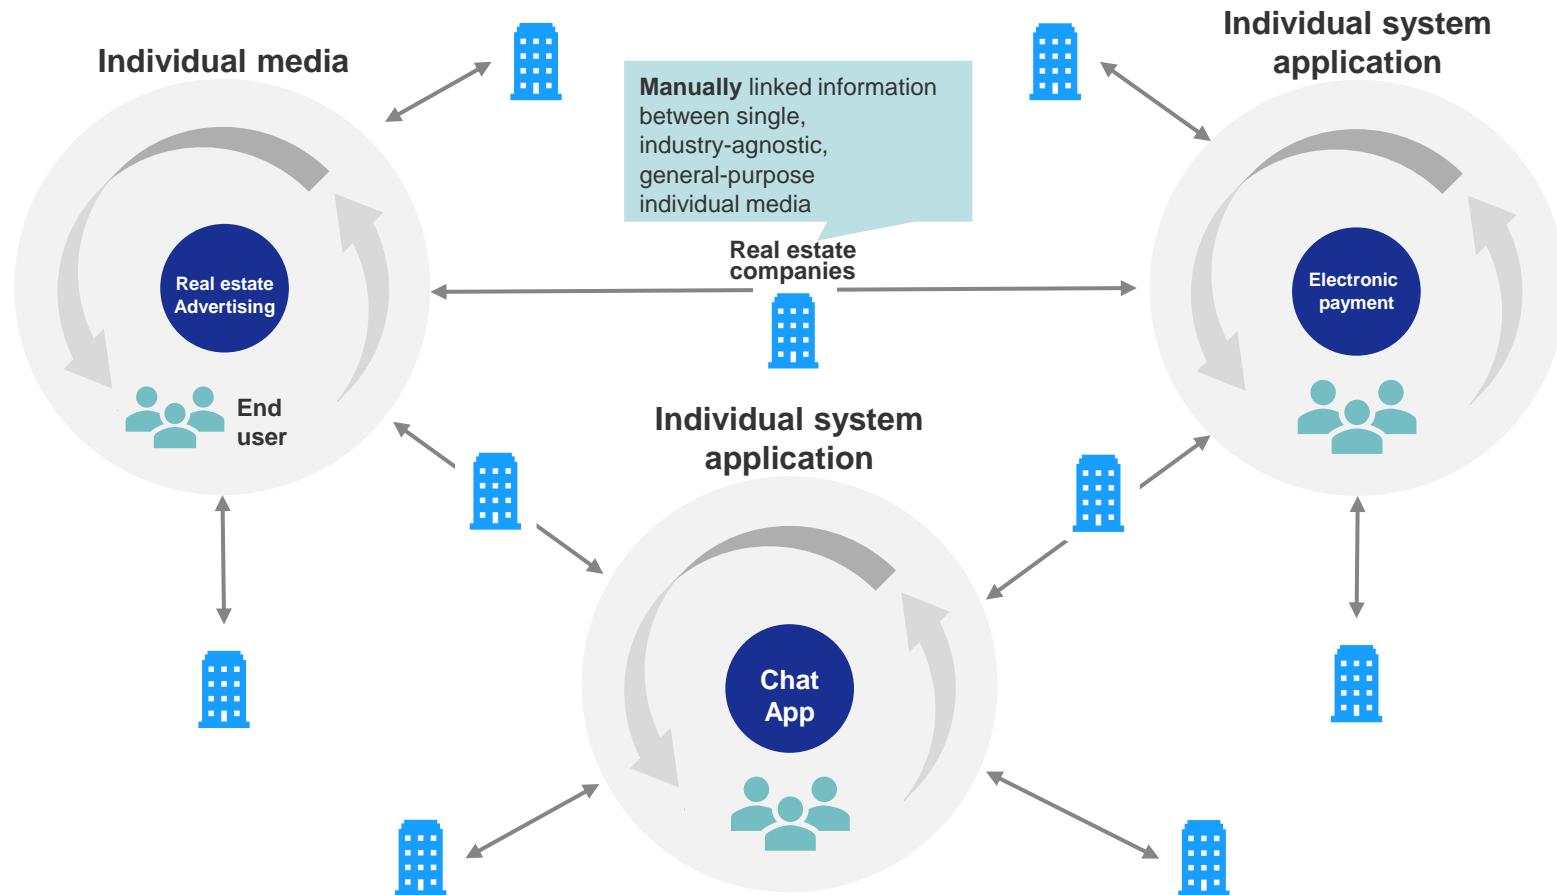 Individual media
Individual system
application
Manually linked information
between single,
industry-agnostic,
general-purpose
individual media
Real estate
companies
Real estate
Advertising
Electronic
payment
End
user
Individual system
application
Chat
App